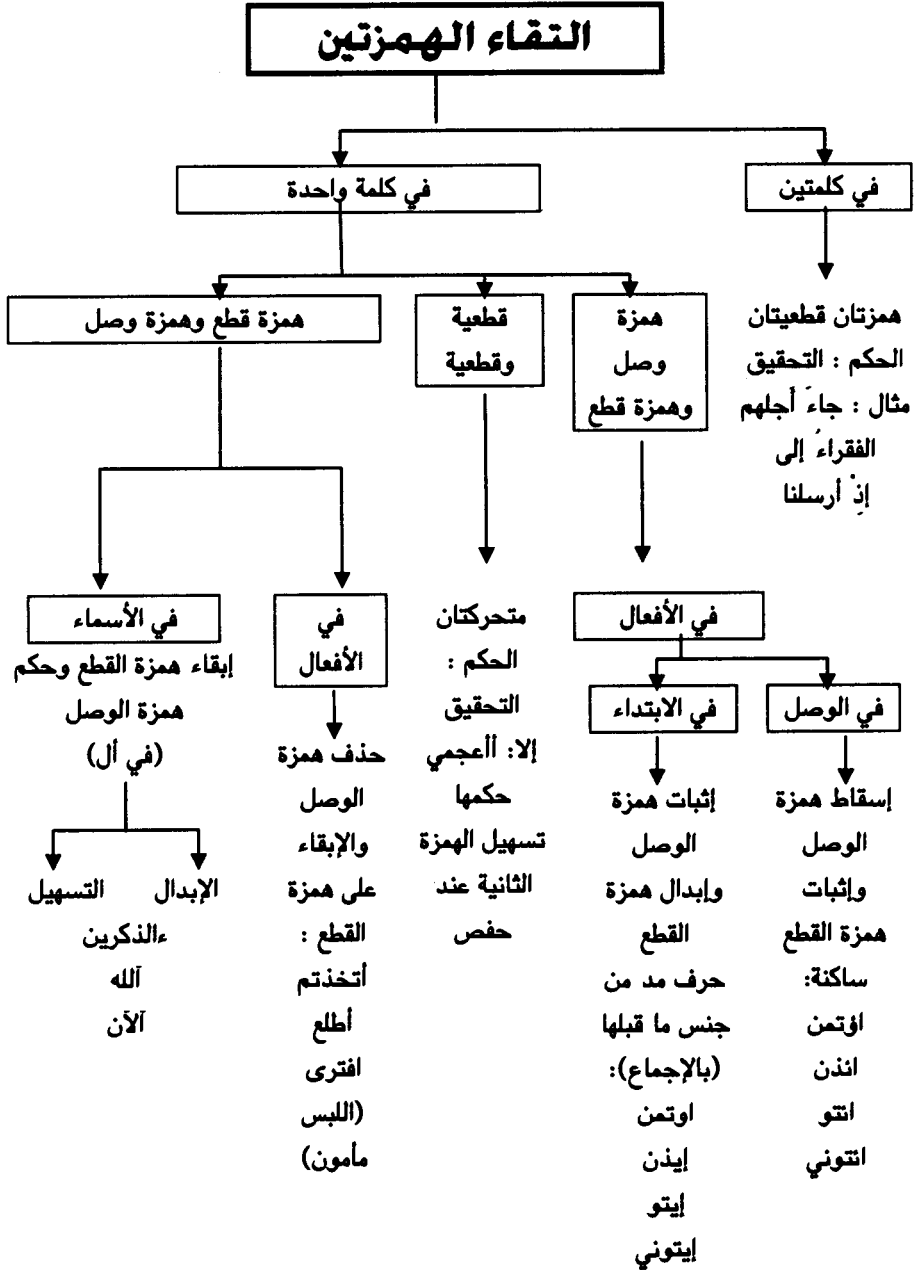 التقاء الهمزتين
في كلمتين
همزتان قطعيتان
الحكم : التحقيق
مثال : جاءَ أجلهم
الفقراءُ إلى
إذْ أرسلنا
في كلمة واحدة
همزة
وصل
وهمزة قطع
في الأفعال
في الوصل
إسقاط همزة
الوصل
وإثبات
همزة القطع
ساكنة:
اؤتمن
ائذن
ائتو
ائتوني
في الابتداء
إثبات همزة
الوصل
وإبدال همزة
القطع
حرف مد من
جنس ما قبلها
(بالإجماع):
اوتمن
إيذن
إيتو
إيتوني
قطعية
وقطعية
متحركتان
الحكم :
التحقيق
إلا: أأعجمي
حكمها
تسهيل الهمزة
الثانية عند
حفص
همزة قطع وهمزة وصل
في
الأفعال
حذف همزة
الوصل
والإبقاء
على همزة
القطع :
أتخذتم
أطلع
افترى
(اللبس
مأمون)
في الأسماء
إبقاء همزة القطع وحكم
همزة الوصل
(في أل)
الإبدال
التسهيل
ءالذكرين
آلله
آلآن